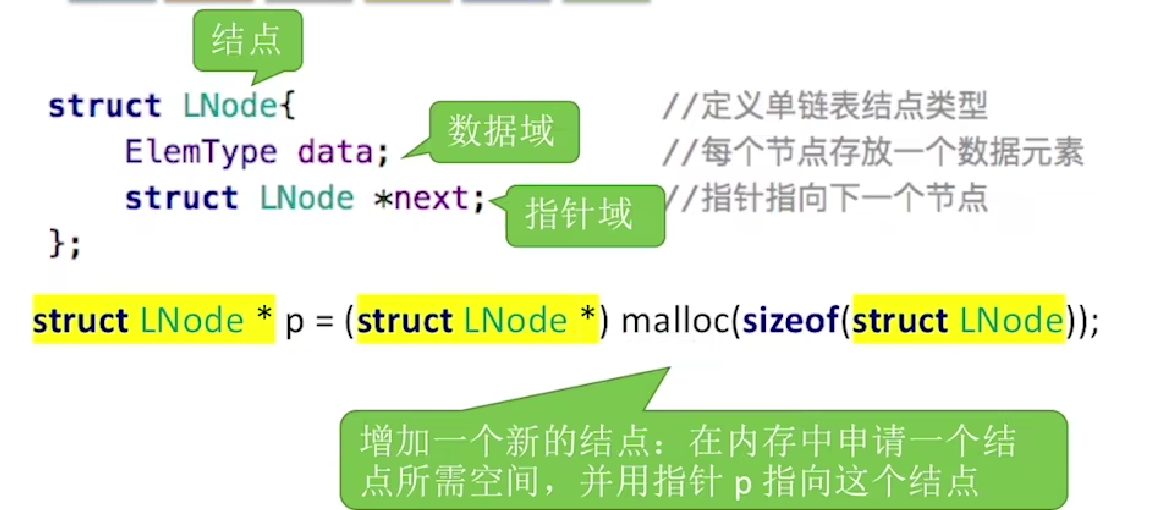 结点
struct LNode{ //定义单链表结点类型
ElemType data; 数据域 //每个节点存放一个数据元素
struct LNode *next; 指针域 //指针指向下一个节点
};
struct LNode * p = (struct LNode *) malloc(sizeof(struct LNode));
增加一个新的结点：在内存中申请一个结
点所需空间，并用指针 p 指向这个结点